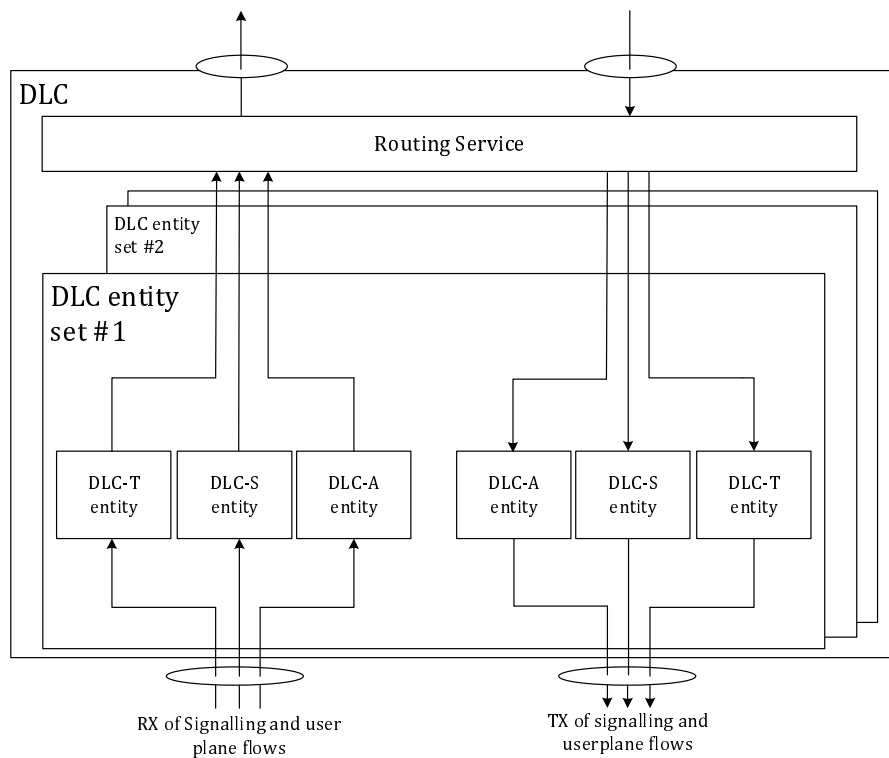 DLC
Routing Service
DLC entity
set #2
DLC entity
set #1
DLC-T
entity
DLC-S
entity
DLC-A
entity
DLC-A
entity
DLC-S
entity
DLC-T
entity
RX of Signalling and user
plane flows
TX of signalling and
userplane flows